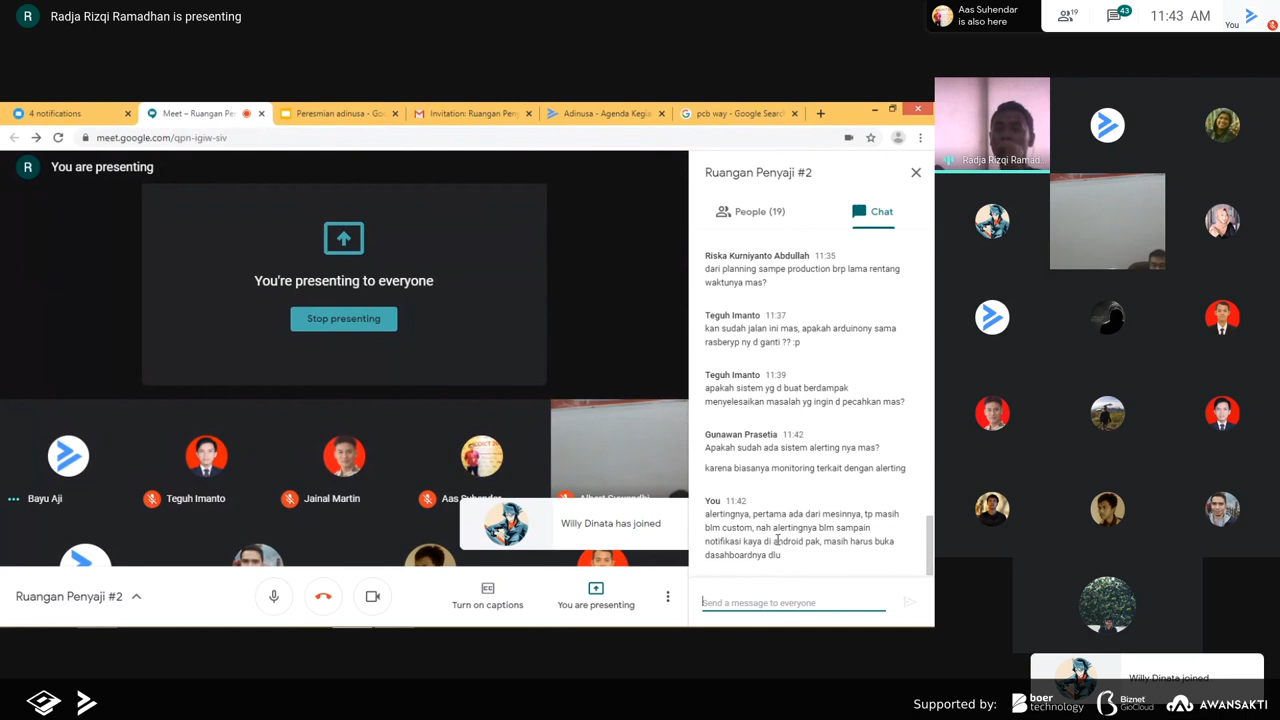 R
Radja Rizqi Ramadhan is presenting
Aas Suhendar
is also here
19
43
11:43 AM
You
4 notifications
Meet – Ruangan Pe
Peresmian adinusa - Go
Invitation: Ruangan Peny
Adinusa - Agenda Kegia
pcb way - Google Search
meet.google.com/qpn-igiw-siv
R
You are presenting
You're presenting to everyone
Stop presenting
Bayu Aji
Teguh Imanto
Jainal Martin
Aas Suhendar
Willy Dinata has joined
Ruangan Penyaji #2
Turn on captions
You are presenting
Ruangan Penyaji #2
People (19)
Chat
Riska Kurniyanto Abdullah 11:35
dari planning sampe production brp lama rentang
waktunya mas?
Teguh Imanto 11:37
kan sudah jalan ini mas, apakah arduinony sama
rasberyp ny d ganti ?? :p
Teguh Imanto 11:39
apakah sistem yg d buat berdampak
menyelesaikan masalah yg ingin d pecahkan mas?
Gunawan Prasetia 11:42
Apakah sudah ada sistem alerting nya mas?
karena biasanya monitoring terkait dengan alerting
You 11:42
alertingnya, pertama ada dari mesinnya, tp masih
blm custom, nah alertingnya blm sampain
notifikasi kaya di android pak, masih harus buka
dasahboardnya dlu
Send a message to everyone
Radja Rizqi Ramad...
Willy Dinata joined
Supported by:
boer
technology
Biznet
GioCloud
AWANSAKTI